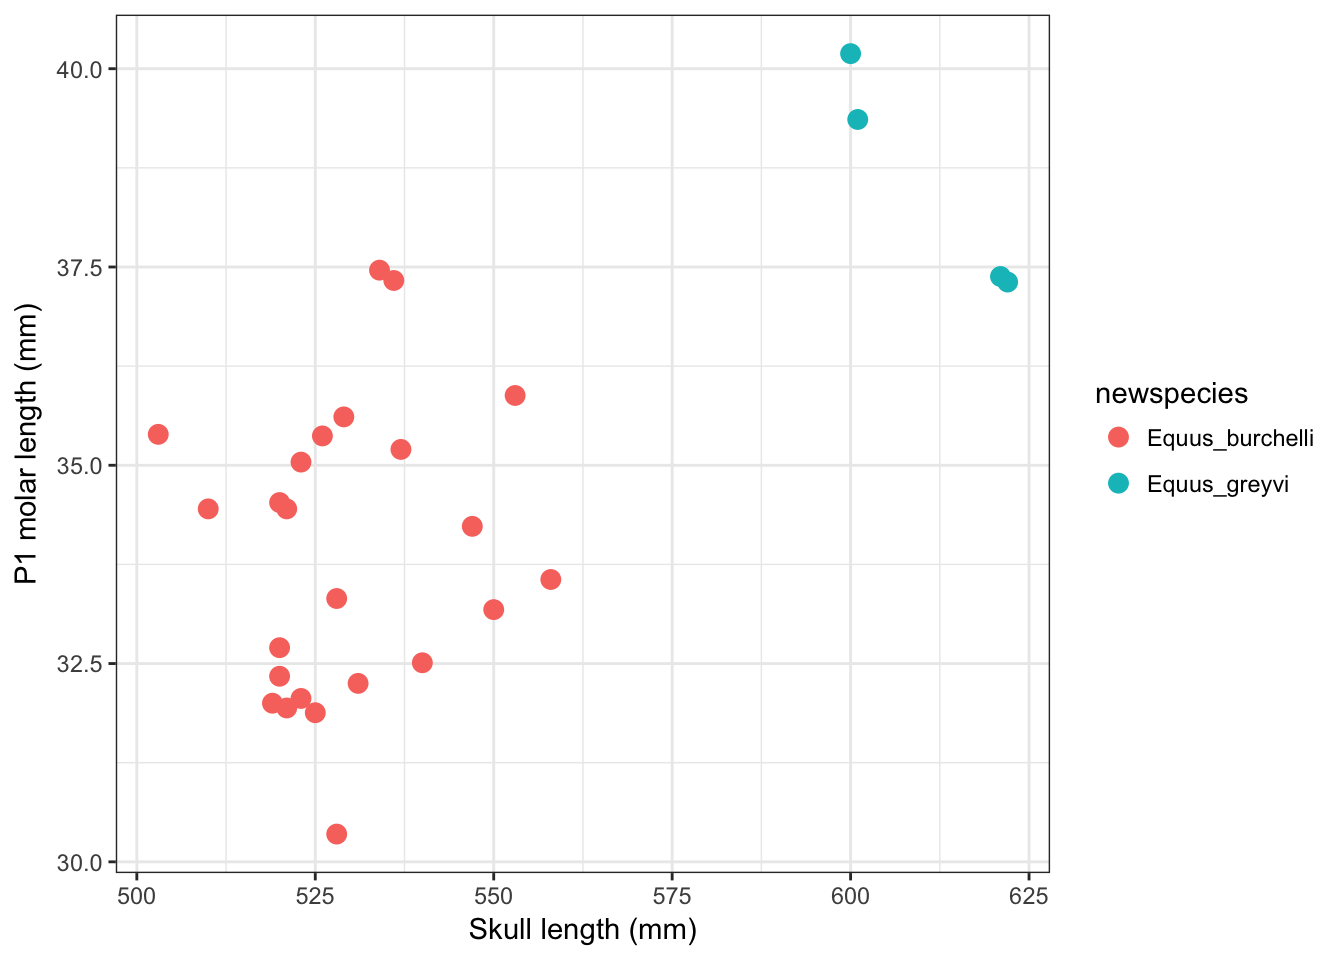 40.0
37.5
35.0
32.5
30.0
P1 molar length (mm)
500 525 550 575 600 625
Skull length (mm)
newspecies
Equus_burchelli
Equus_greyvi